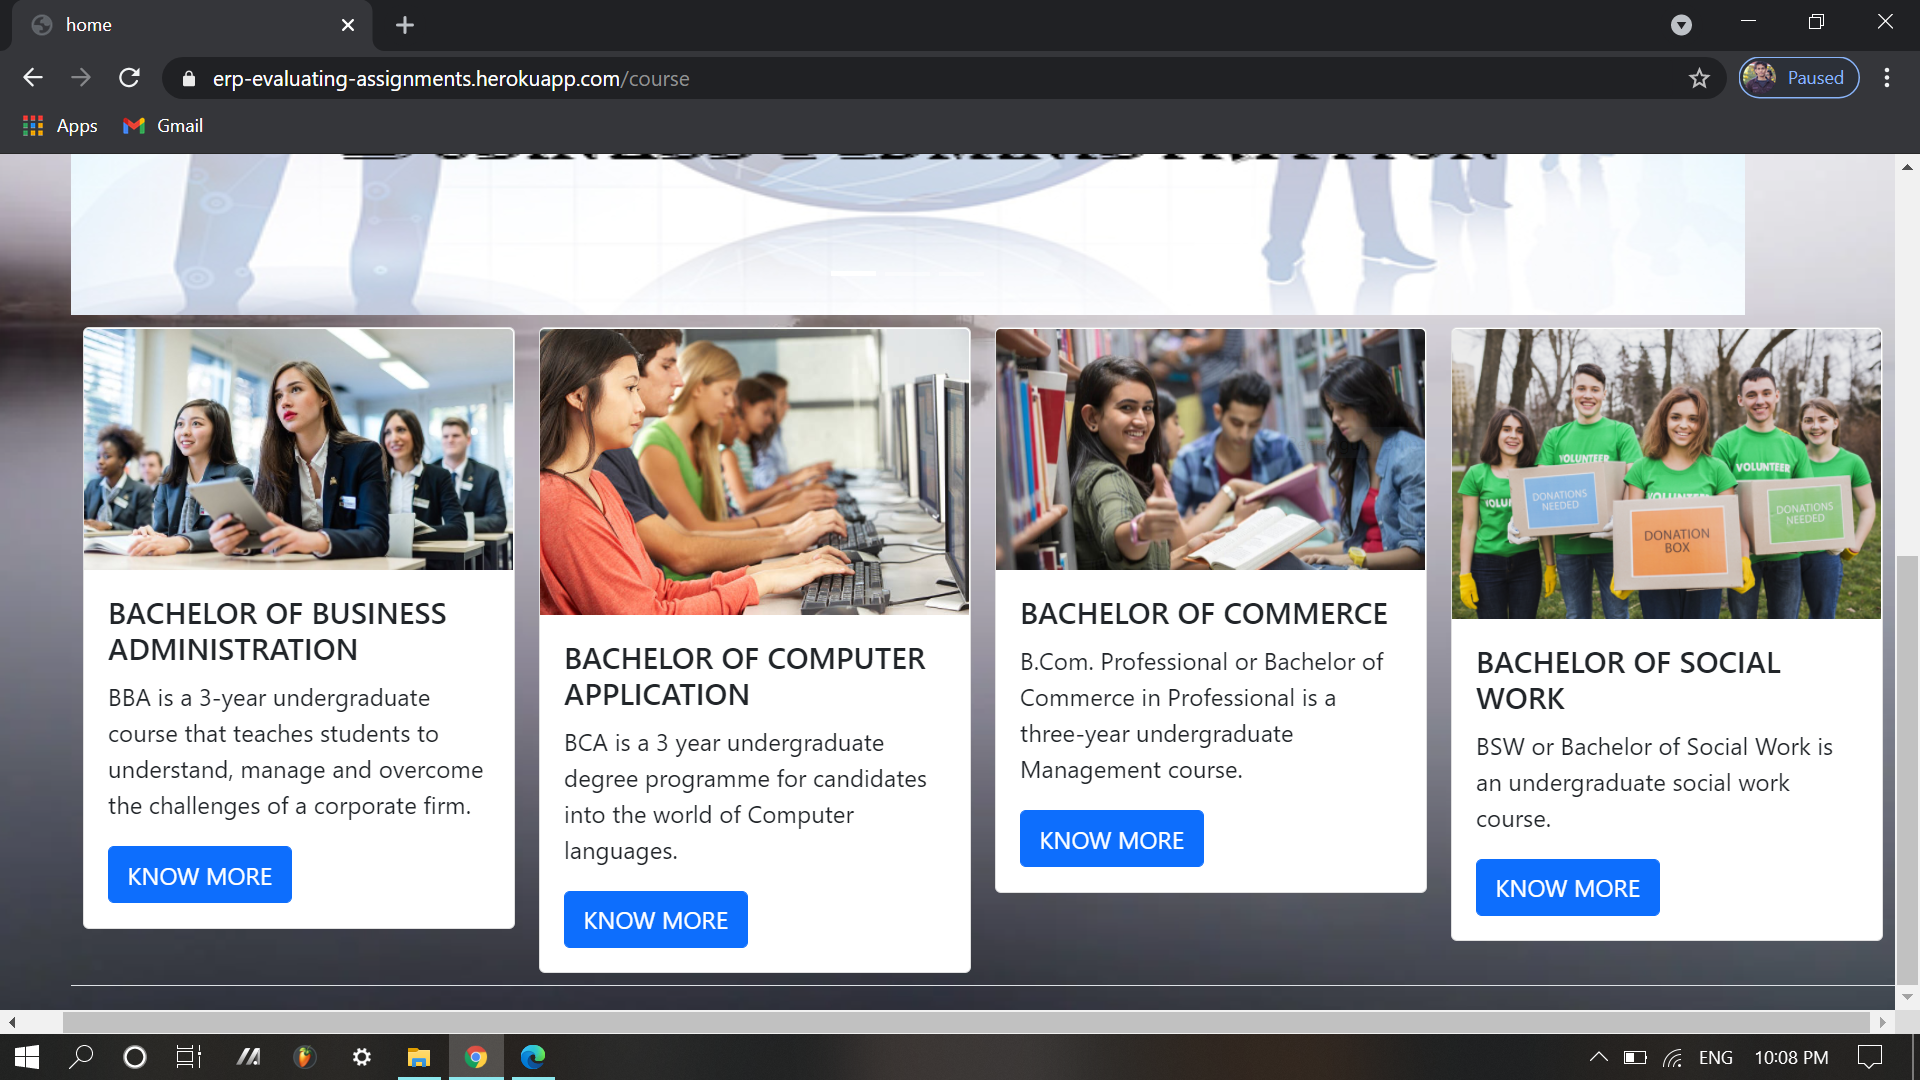 home
erp-evaluating-assignments.herokuapp.com/course
Paused
Apps
Gmail
BUSINESS ADMINISTRATION
VOLUNTEER
VOLUNTEER
DONATIONS
NEEDED
DONATION
BOX
DONATIONS
NEEDED
BACHELOR OF BUSINESS
ADMINISTRATION
BBA is a 3-year undergraduate
course that teaches students to
understand, manage and overcome
the challenges of a corporate firm.
KNOW MORE
BACHELOR OF COMPUTER
APPLICATION
BCA is a 3 year undergraduate
degree programme for candidates
into the world of Computer
languages.
KNOW MORE
BACHELOR OF COMMERCE
B.Com. Professional or Bachelor of
Commerce in Professional is a
three-year undergraduate
Management course.
KNOW MORE
BACHELOR OF SOCIAL
WORK
BSW or Bachelor of Social Work is
an undergraduate social work
course.
KNOW MORE
ENG
10:08 PM